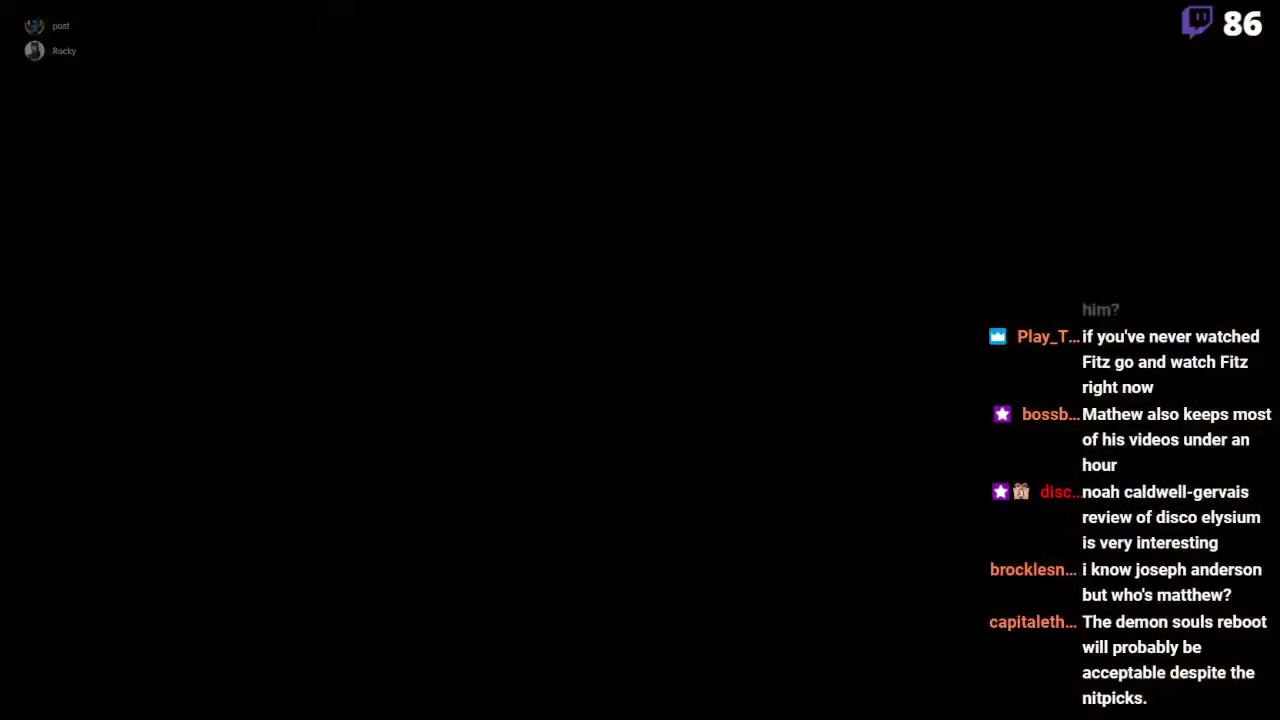 post
Rocky
86
him?
Play_T... if you've never watched
Fitz go and watch Fitz
right now
bossb... Mathew also keeps most
of his videos under an
hour
disc... noah caldwell-gervais
review of disco elysium
is very interesting
brocklesn... i know joseph anderson
but who's matthew?
capitaleth... The demon souls reboot
will probably be
acceptable despite the
nitpicks.